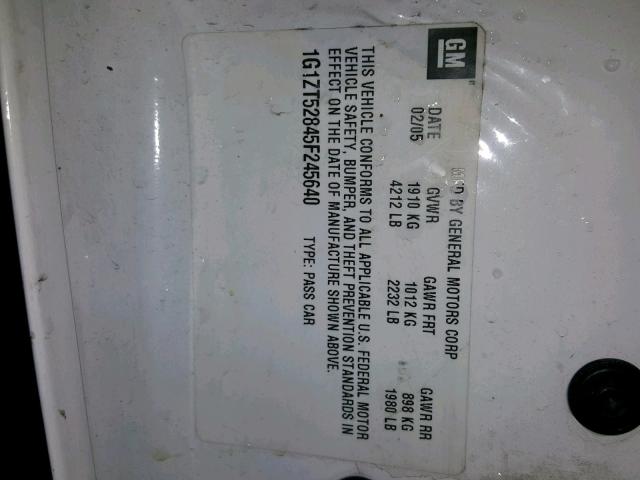 GM
MFD BY GENERAL MOTORS CORP
DATE GVWR GAWR FRT GAWR RR
02/05 1910 KG 1012 KG 898 KG
4212 LB 2232 LB 1980 LB
THIS VEHICLE CONFORMS TO ALL APPLICABLE U.S. FEDERAL MOTOR
VEHICLE SAFETY, BUMPER, AND THEFT PREVENTION STANDARDS IN
EFFECT ON THE DATE OF MANUFACTURE SHOWN ABOVE.
1G1ZT52845F245640 TYPE: PASS CAR